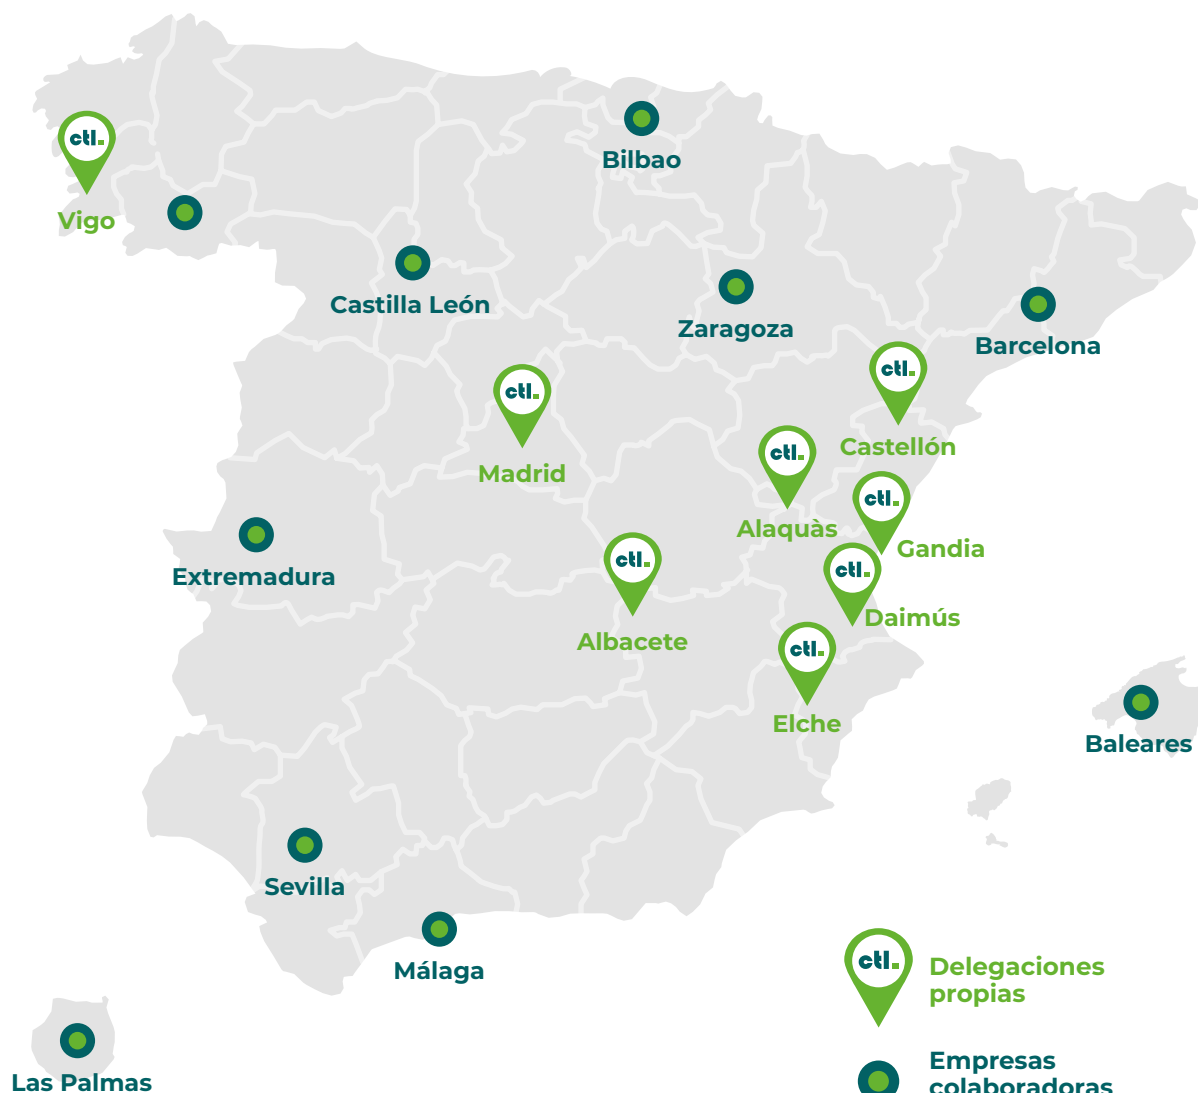 ctl.
Bilbao
Vigo
Castilla León
Zaragoza
Barcelona
ctl.
ctl.
Castellón
Madrid
ctl.
ctl.
Alaquàs
Gandia
Extremadura
ctl.
ctl.
Daimús
Albacete
ctl.
Elche
Baleares
Sevilla
Málaga
ctl.
Delegaciones
propias
Las Palmas
Empresas
colaboradoras